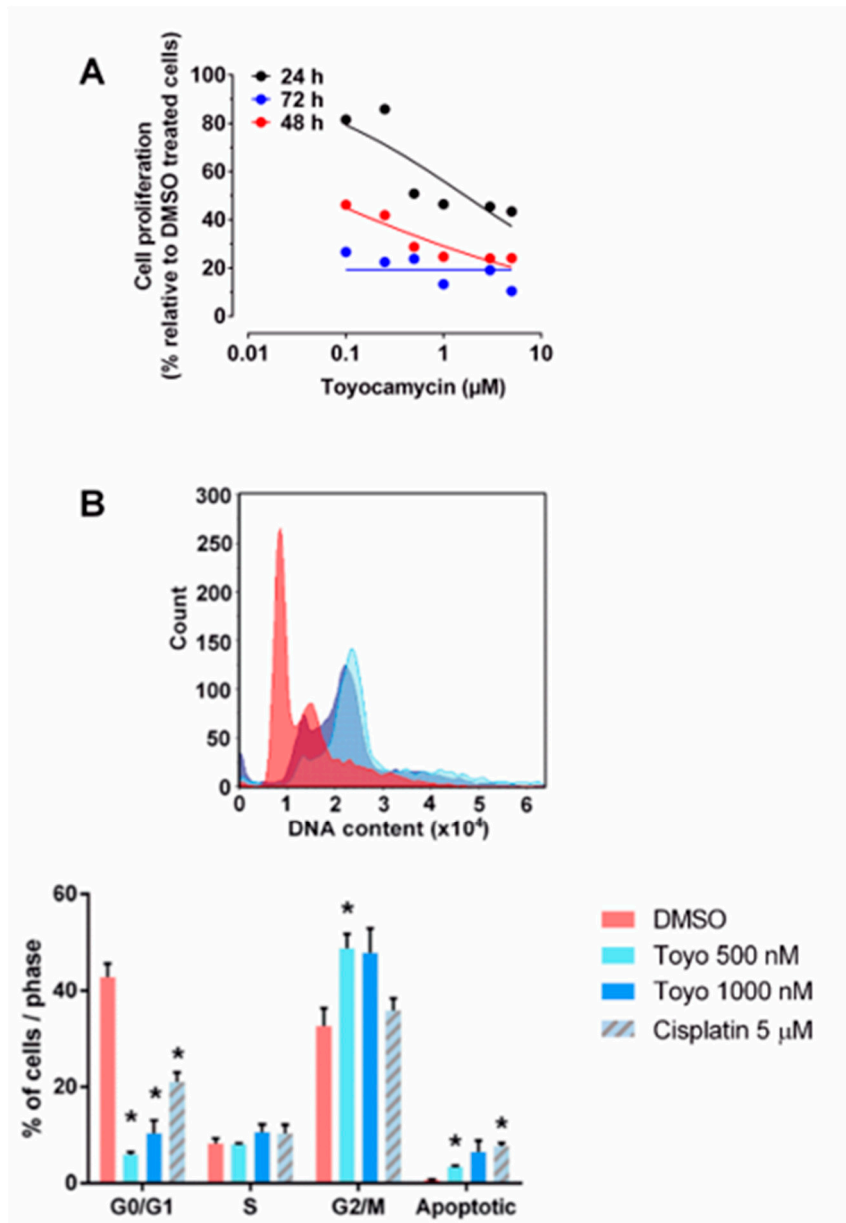 A
Cell proliferation
(% relative to DMSO treated cells)
100
80
60
40
20
0
24 h
72 h
48 h
0.01 0.1 1 10
Toyocamycin (µM)
B
Count
300
250
200
150
100
50
0
0 1 2 3 4 5 6
DNA content (x10⁴)
% of cells / phase
60
40
20
0
* * * * * *
G0/G1 S G2/M Apoptotic
DMSO
Toyo 500 nM
Toyo 1000 nM
Cisplatin 5 µM